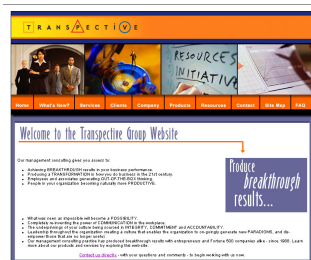 TRANSPECTIVE
RESOURCES
INITIATIVE
Home What's New? Services Clients Company Products Resources Contact Site Map FAQ
Welcome to the Transpective Group Website
Our management consulting gives you access to:
Achieving BREAKTHROUGH results in your business performance.
Producing a TRANSFORMATION in how you do business in the 21st century.
Employees and associates generating OUT-OF-THE-BOX thinking.
People in your organization becoming naturally more PRODUCTIVE.
Produce
breakthrough
results...
What was seen as impossible will become a POSSIBILITY.
Completely re-inventing the power of COMMUNICATION in the workplace.
The underpinnings of your culture being sourced in INTEGRITY, COMMITMENT and ACCOUNTABILITY.
Leadership throughout the organization creating a culture that enables the organization to on-goingly generate new PARADIGMS, and de-
empower those that are no longer useful.
Our management consulting practice has produced breakthrough results with entrepreneurs and Fortune 500 companies alike - since 1986. Learn
more about our products and services by exploring this web site.
Contact us directly - with your questions and comments - to begin working with us now.